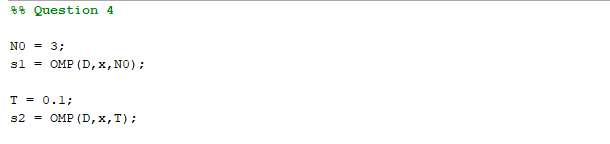 %% Question 4
N0 = 3;
s1 = OMP(D,x,N0);
T = 0.1;
s2 = OMP(D,x,T);